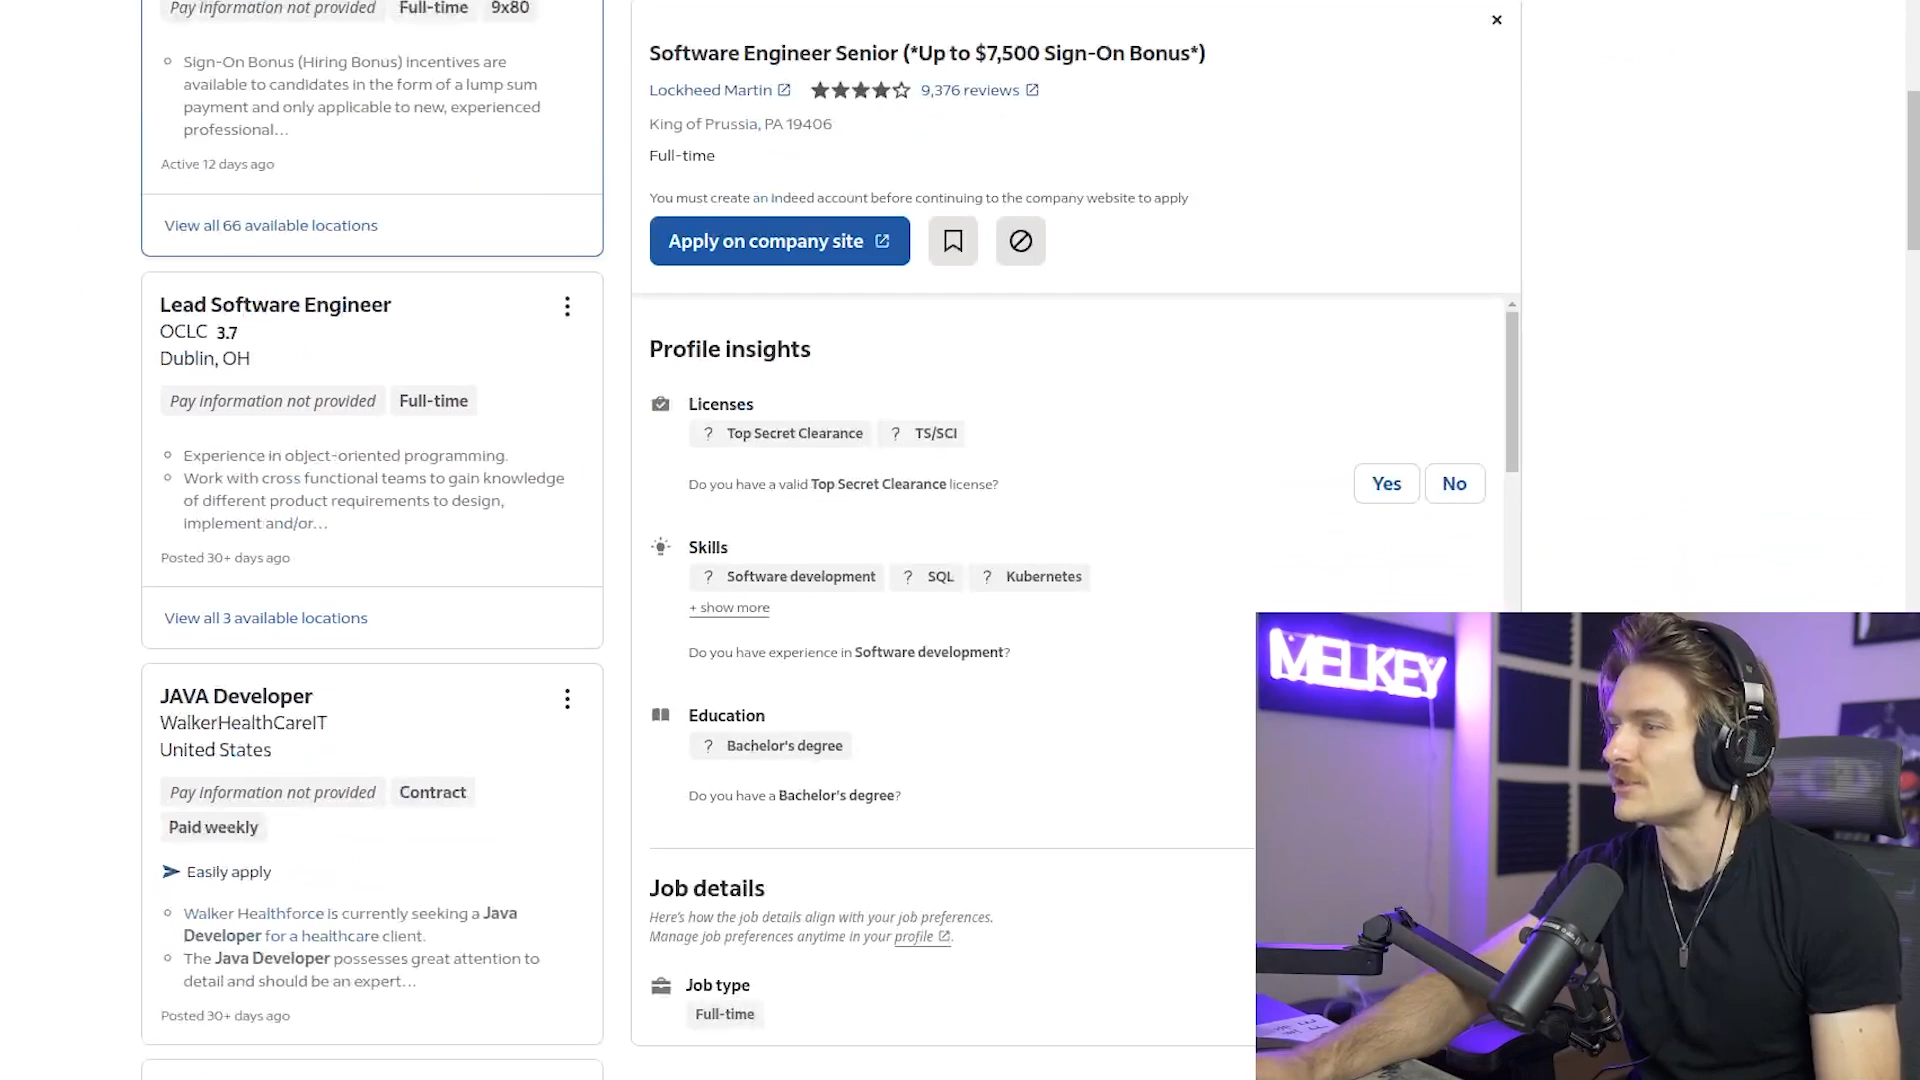 Pay information not provided
Full-time
9x80
Sign-On Bonus (Hiring Bonus) incentives are
available to candidates in the form of a lump sum
payment and only applicable to new, experienced
professional…
Active 12 days ago
View all 66 available locations
Lead Software Engineer
OCLC 3.7
Dublin, OH
Pay information not provided
Full-time
Experience in object-oriented programming.
Work with cross functional teams to gain knowledge
of different product requirements to design,
implement and/or…
Posted 30+ days ago
View all 3 available locations
JAVA Developer
WalkerHealthCareIT
United States
Pay information not provided
Contract
Paid weekly
Easily apply
Walker Healthforce is currently seeking a Java
Developer for a healthcare client.
The Java Developer possesses great attention to
detail and should be an expert…
Posted 30+ days ago
Software Engineer Senior (*Up to $7,500 Sign-On Bonus*)
Lockheed Martin
9,376 reviews
King of Prussia, PA 19406
Full-time
You must create an Indeed account before continuing to the company website to apply
Apply on company site
Profile insights
Licenses
? Top Secret Clearance
? TS/SCI
Do you have a valid Top Secret Clearance license?
Yes
No
Skills
? Software development
? SQL
? Kubernetes
+ show more
Do you have experience in Software development?
Education
? Bachelor's degree
Do you have a Bachelor's degree?
Job details
Here's how the job details align with your job preferences.
Manage job preferences anytime in your profile.
Job type
Full-time
MELKEY